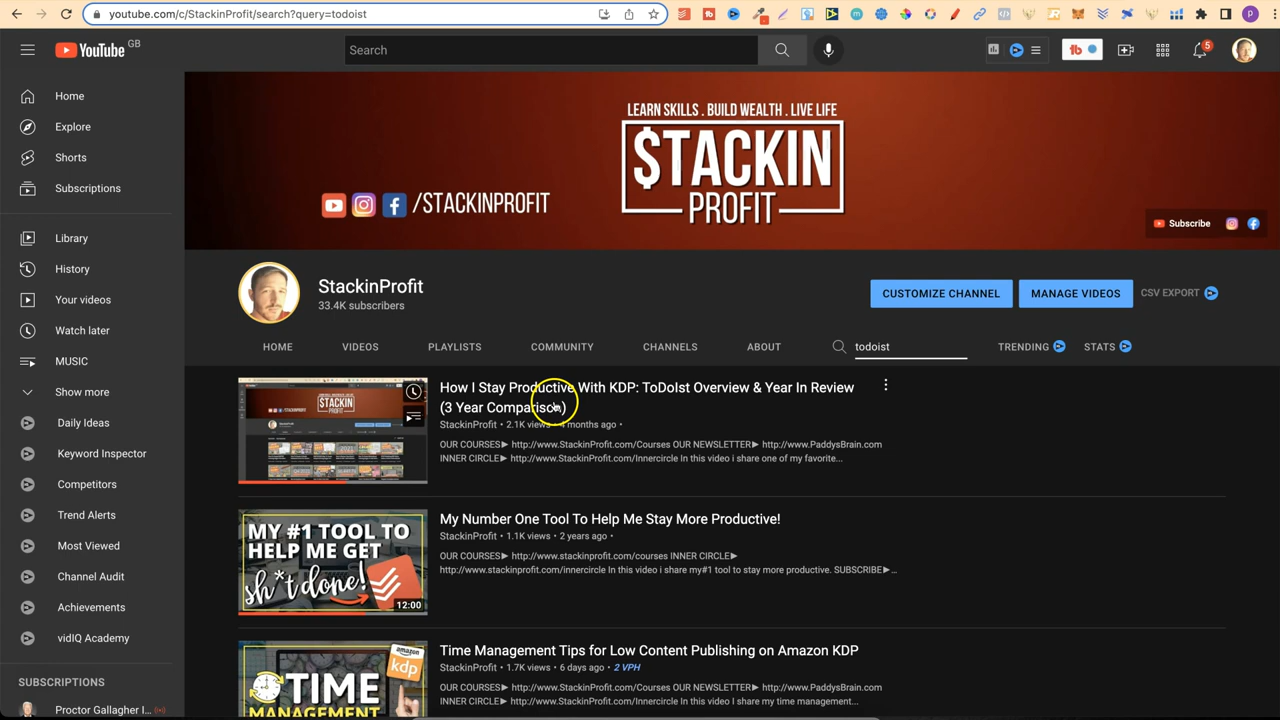 youtube.com/c/StackinProfit/search?query=todoist
P
YouTube GB
Search
tb
5
Home
Explore
Shorts
Subscriptions
Library
History
Your videos
Watch later
MUSIC
Show more
Daily Ideas
Keyword Inspector
Competitors
Trend Alerts
Most Viewed
Channel Audit
Achievements
vidIQ Academy
SUBSCRIPTIONS
Proctor Gallagher I...
LEARN SKILLS . BUILD WEALTH . LIVE LIFE
$TACKIN
PROFIT
/STACKINPROFIT
Subscribe
StackinProfit
33.4K subscribers
CUSTOMIZE CHANNEL
MANAGE VIDEOS
CSV EXPORT
HOME
VIDEOS
PLAYLISTS
COMMUNITY
CHANNELS
ABOUT
todoist
TRENDING
STATS
How I Stay Productive With KDP: ToDoIst Overview & Year In Review
(3 Year Comparison)
StackinProfit • 2.1K views • 4 months ago •
OUR COURSES▶ http://www.StackinProfit.com/Courses OUR NEWSLETTER▶ http://www.PaddysBrain.com
INNER CIRCLE▶ http://www.StackinProfit.com/Innercircle In this video i share one of my favorite...
MY #1 TOOL TO
HELP ME GET
sh*t done!
12:00
My Number One Tool To Help Me Stay More Productive!
StackinProfit • 1.1K views • 2 years ago •
OUR COURSES▶ http://www.stackinprofit.com/courses INNER CIRCLE▶
http://www.stackinprofit.com/innercircle In this video i share my#1 tool to stay more productive. SUBSCRIBE▶...
amazon
kdp
TIME
MANAGEMENT
Time Management Tips for Low Content Publishing on Amazon KDP
StackinProfit • 1.7K views • 6 days ago • 2 VPH
OUR COURSES▶ http://www.StackinProfit.com/Courses OUR NEWSLETTER▶ http://www.PaddysBrain.com
INNER CIRCLE▶ http://www.StackinProfit.com/Innercircle In this video i share my time management...